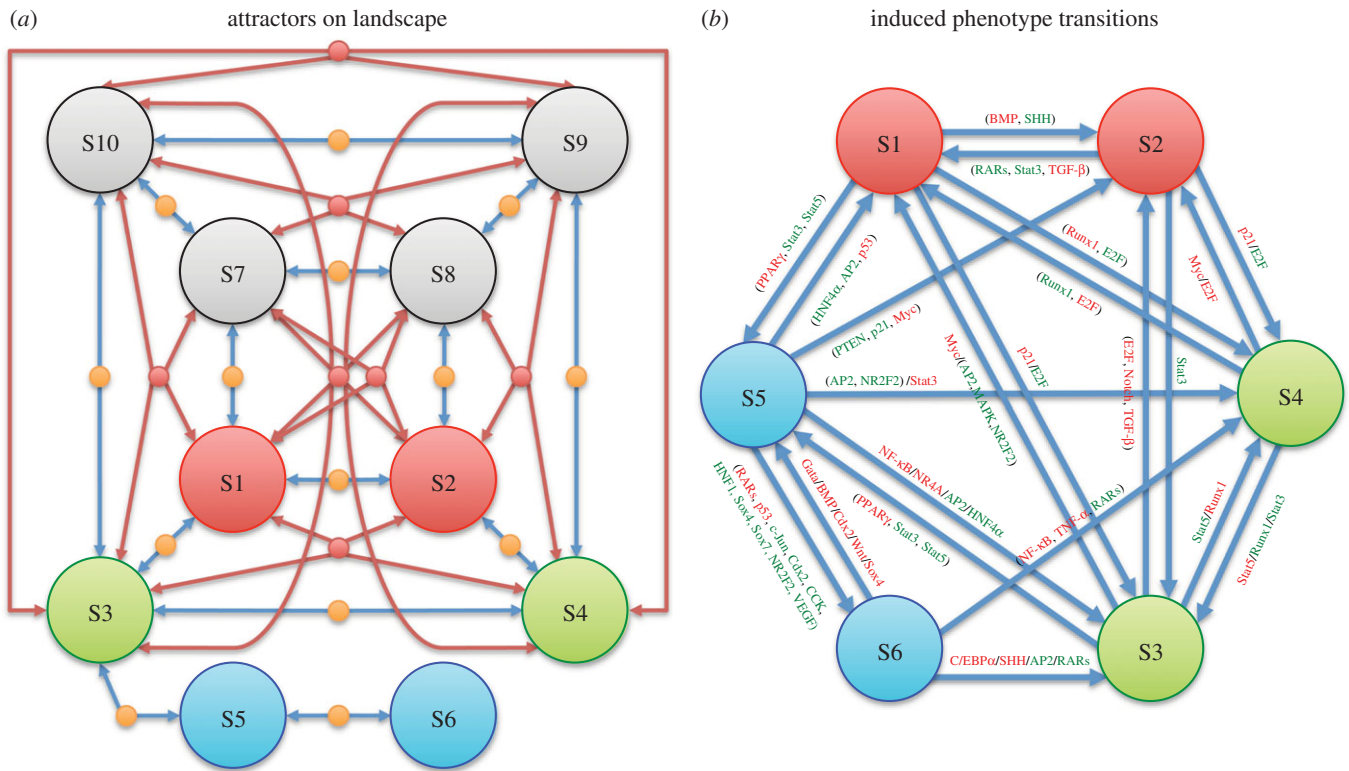 (a) attractors on landscape
S10
S9
S7
S8
S1
S2
S3
S4
S5
S6
(b) induced phenotype transitions
S1
S2
S5
S4
S6
S3
(BMP, SHH)
(RARs, Stat3, TGF-β)
(PPARγ, Stat3, Stat5)
(HNF4α, AP2, p53)
(Runx1, E2F)
(Runx1, E2F)
p21/E2F
Myc/E2F
(PTEN, p21, Myc)
Myc/(AP2,MAPK,NR2F2)
p21/E2F
(E2F, Notch, TGF-β)
Stat3
(AP2, NR2F2) /Stat3
NF-κB/NR4A/AP2/HNF4α
(PPARγ, Stat3, Stat5)
Gata/BMP/Cdx2/Wnt/Sox4
(RARs, p53, c-Jun, Cdx2, CCK,
HNF1, Sox4, Sox7, NR2F2, VEGF)
(NF-κB, TNF-α, RARs)
Stat5/Runx1
Stat5/Runx1/Stat3
C/EBPα/SHH/AP2/RARs